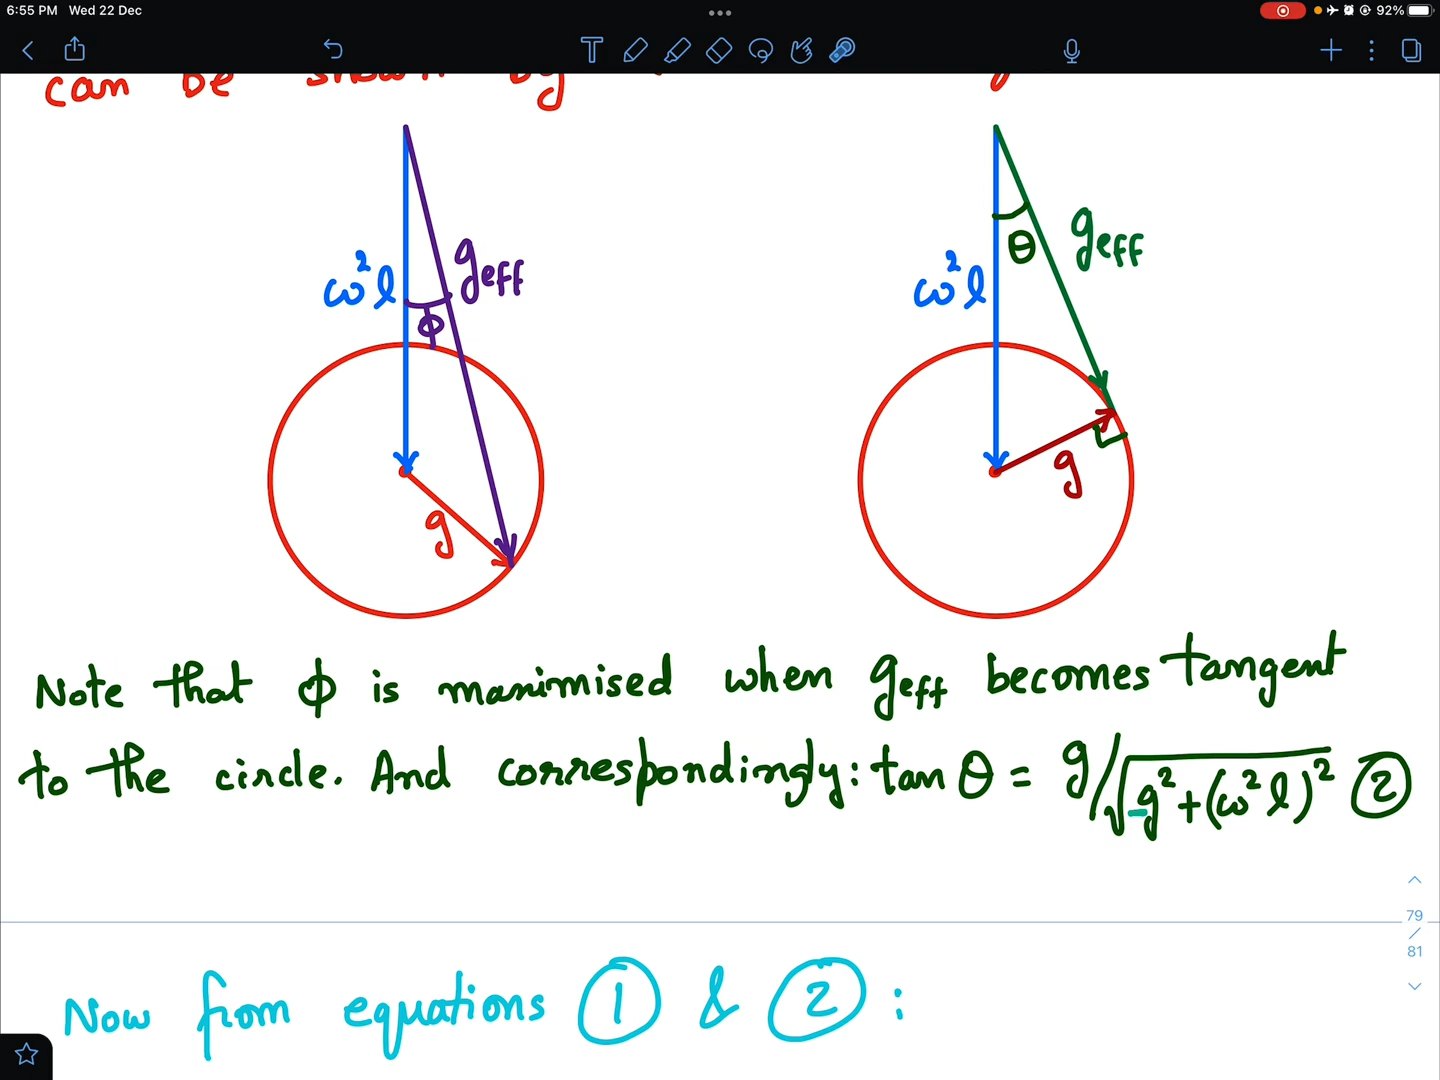 6:55 PM Wed 22 Dec
92%
can be shown by
ω²l
g_eff
ϕ
g
ω²l
θ
g_eff
g
Note that ϕ is maximised when g_eff becomes tangent
to the circle. And correspondingly: tan θ = g/√(-g²+(ω²l)²) ②
79
/
81
Now from equations ① & ② :